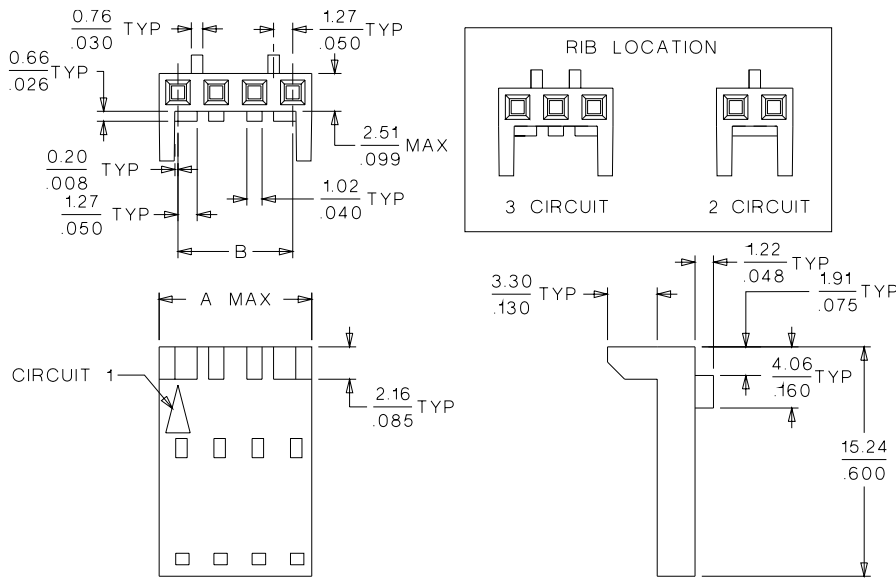 0.76
.030
TYP
1.27
.050
TYP
0.66
.026
TYP
2.51
.099
MAX
0.20
.008
TYP
1.27
.050
TYP
1.02
.040
TYP
B
RIB LOCATION
3 CIRCUIT
2 CIRCUIT
A MAX
CIRCUIT 1
2.16
.085
TYP
3.30
.130
TYP
1.22
.048
TYP
1.91
.075
TYP
4.06
.160
TYP
15.24
.600